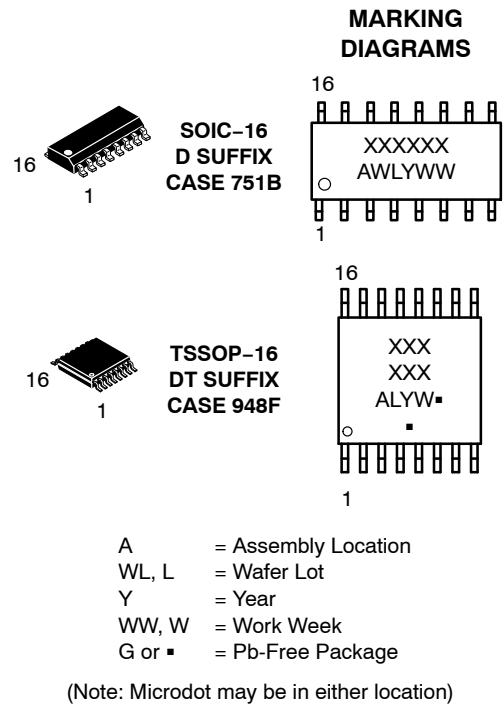 MARKING
DIAGRAMS
16
1
SOIC−16
D SUFFIX
CASE 751B
16
XXXXXX
AWLYWW
1
16
1
TSSOP−16
DT SUFFIX
CASE 948F
16
XXX
XXX
ALYW▪
▪
1
A = Assembly Location
WL, L = Wafer Lot
Y = Year
WW, W = Work Week
G or ▪ = Pb-Free Package
(Note: Microdot may be in either location)